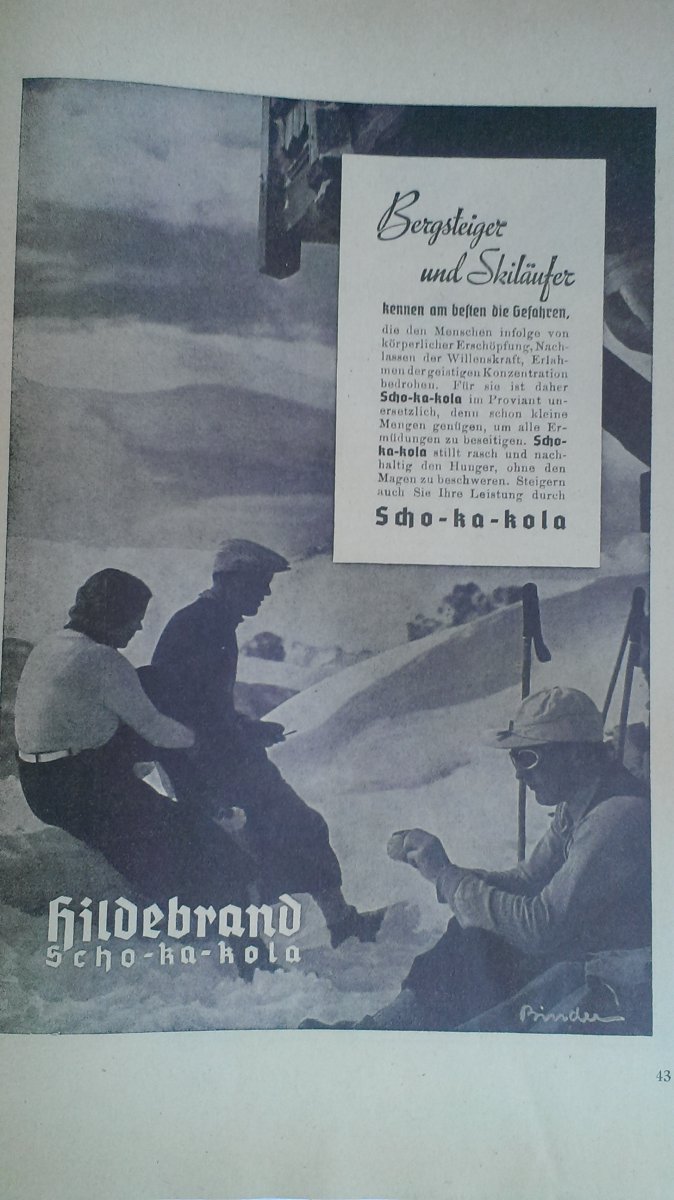 Bergsteiger
und Skiläufer
kennen am besten die Gefahren,
die den Menschen infolge von
körperlicher Erschöpfung, Nach-
lassen der Willenskraft, Erlah-
men der geistigen Konzentration
bedrohen. Für sie ist daher
Scho-ka-kola im Proviant un-
ersetzlich, denn schon kleine
Mengen genügen, um alle Er-
müdungen zu beseitigen. Scho-
ka-kola stillt rasch und nach-
haltig den Hunger, ohne den
Magen zu beschweren. Steigern
auch Sie Ihre Leistung durch
Scho-ka-kola
Hildebrand
Scho-ka-kola
Binder
43